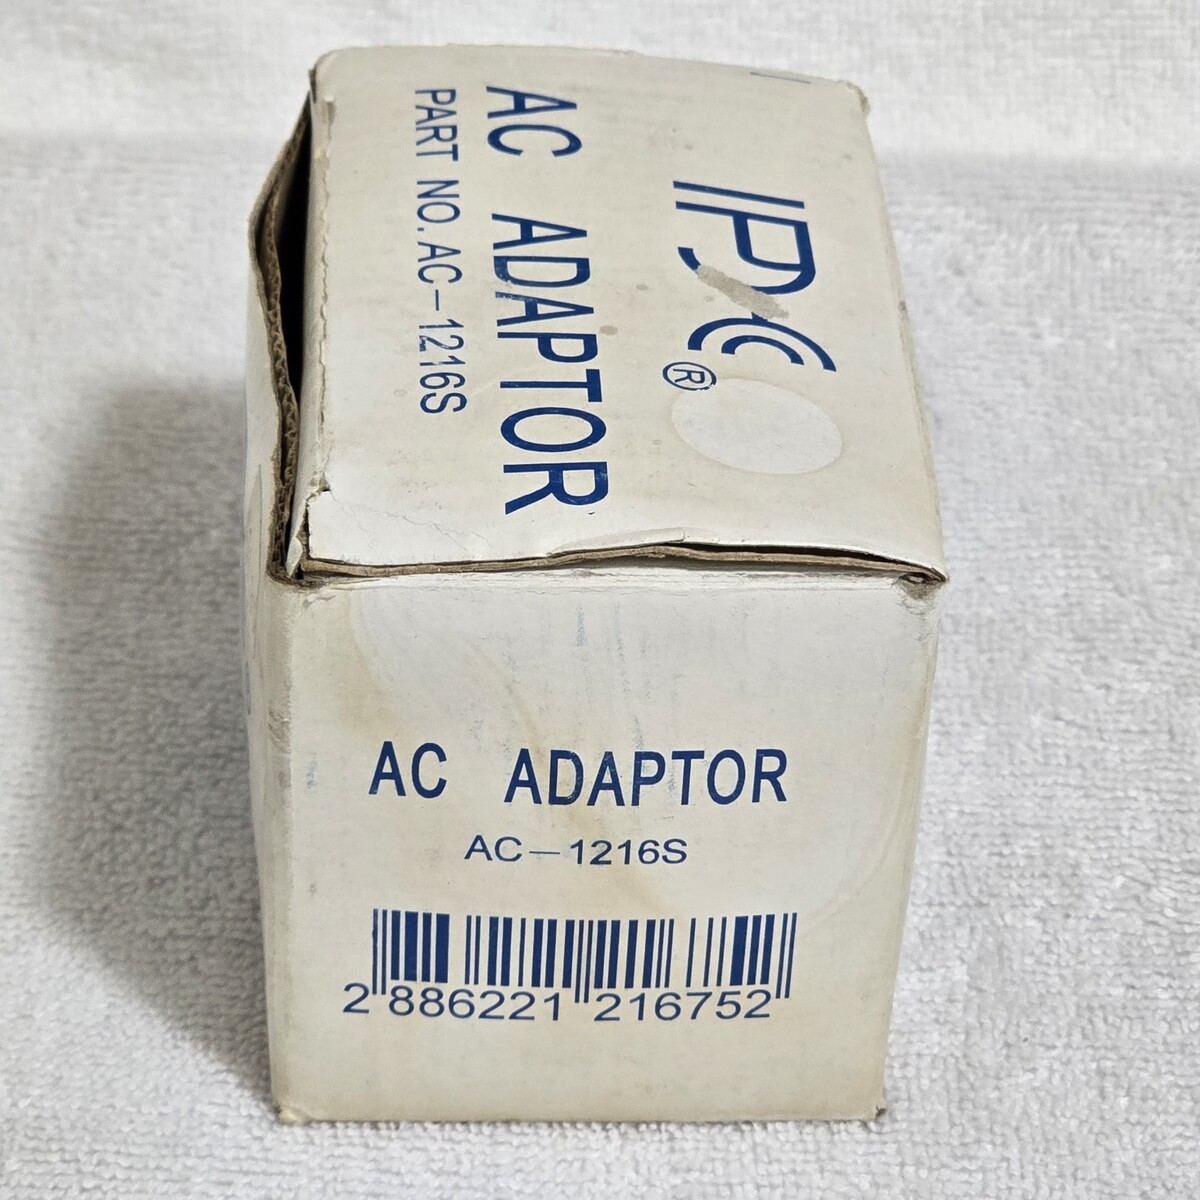 IPC®
AC ADAPTOR
PART NO. AC-1216S
AC ADAPTOR
AC-1216S
2 886221 216752